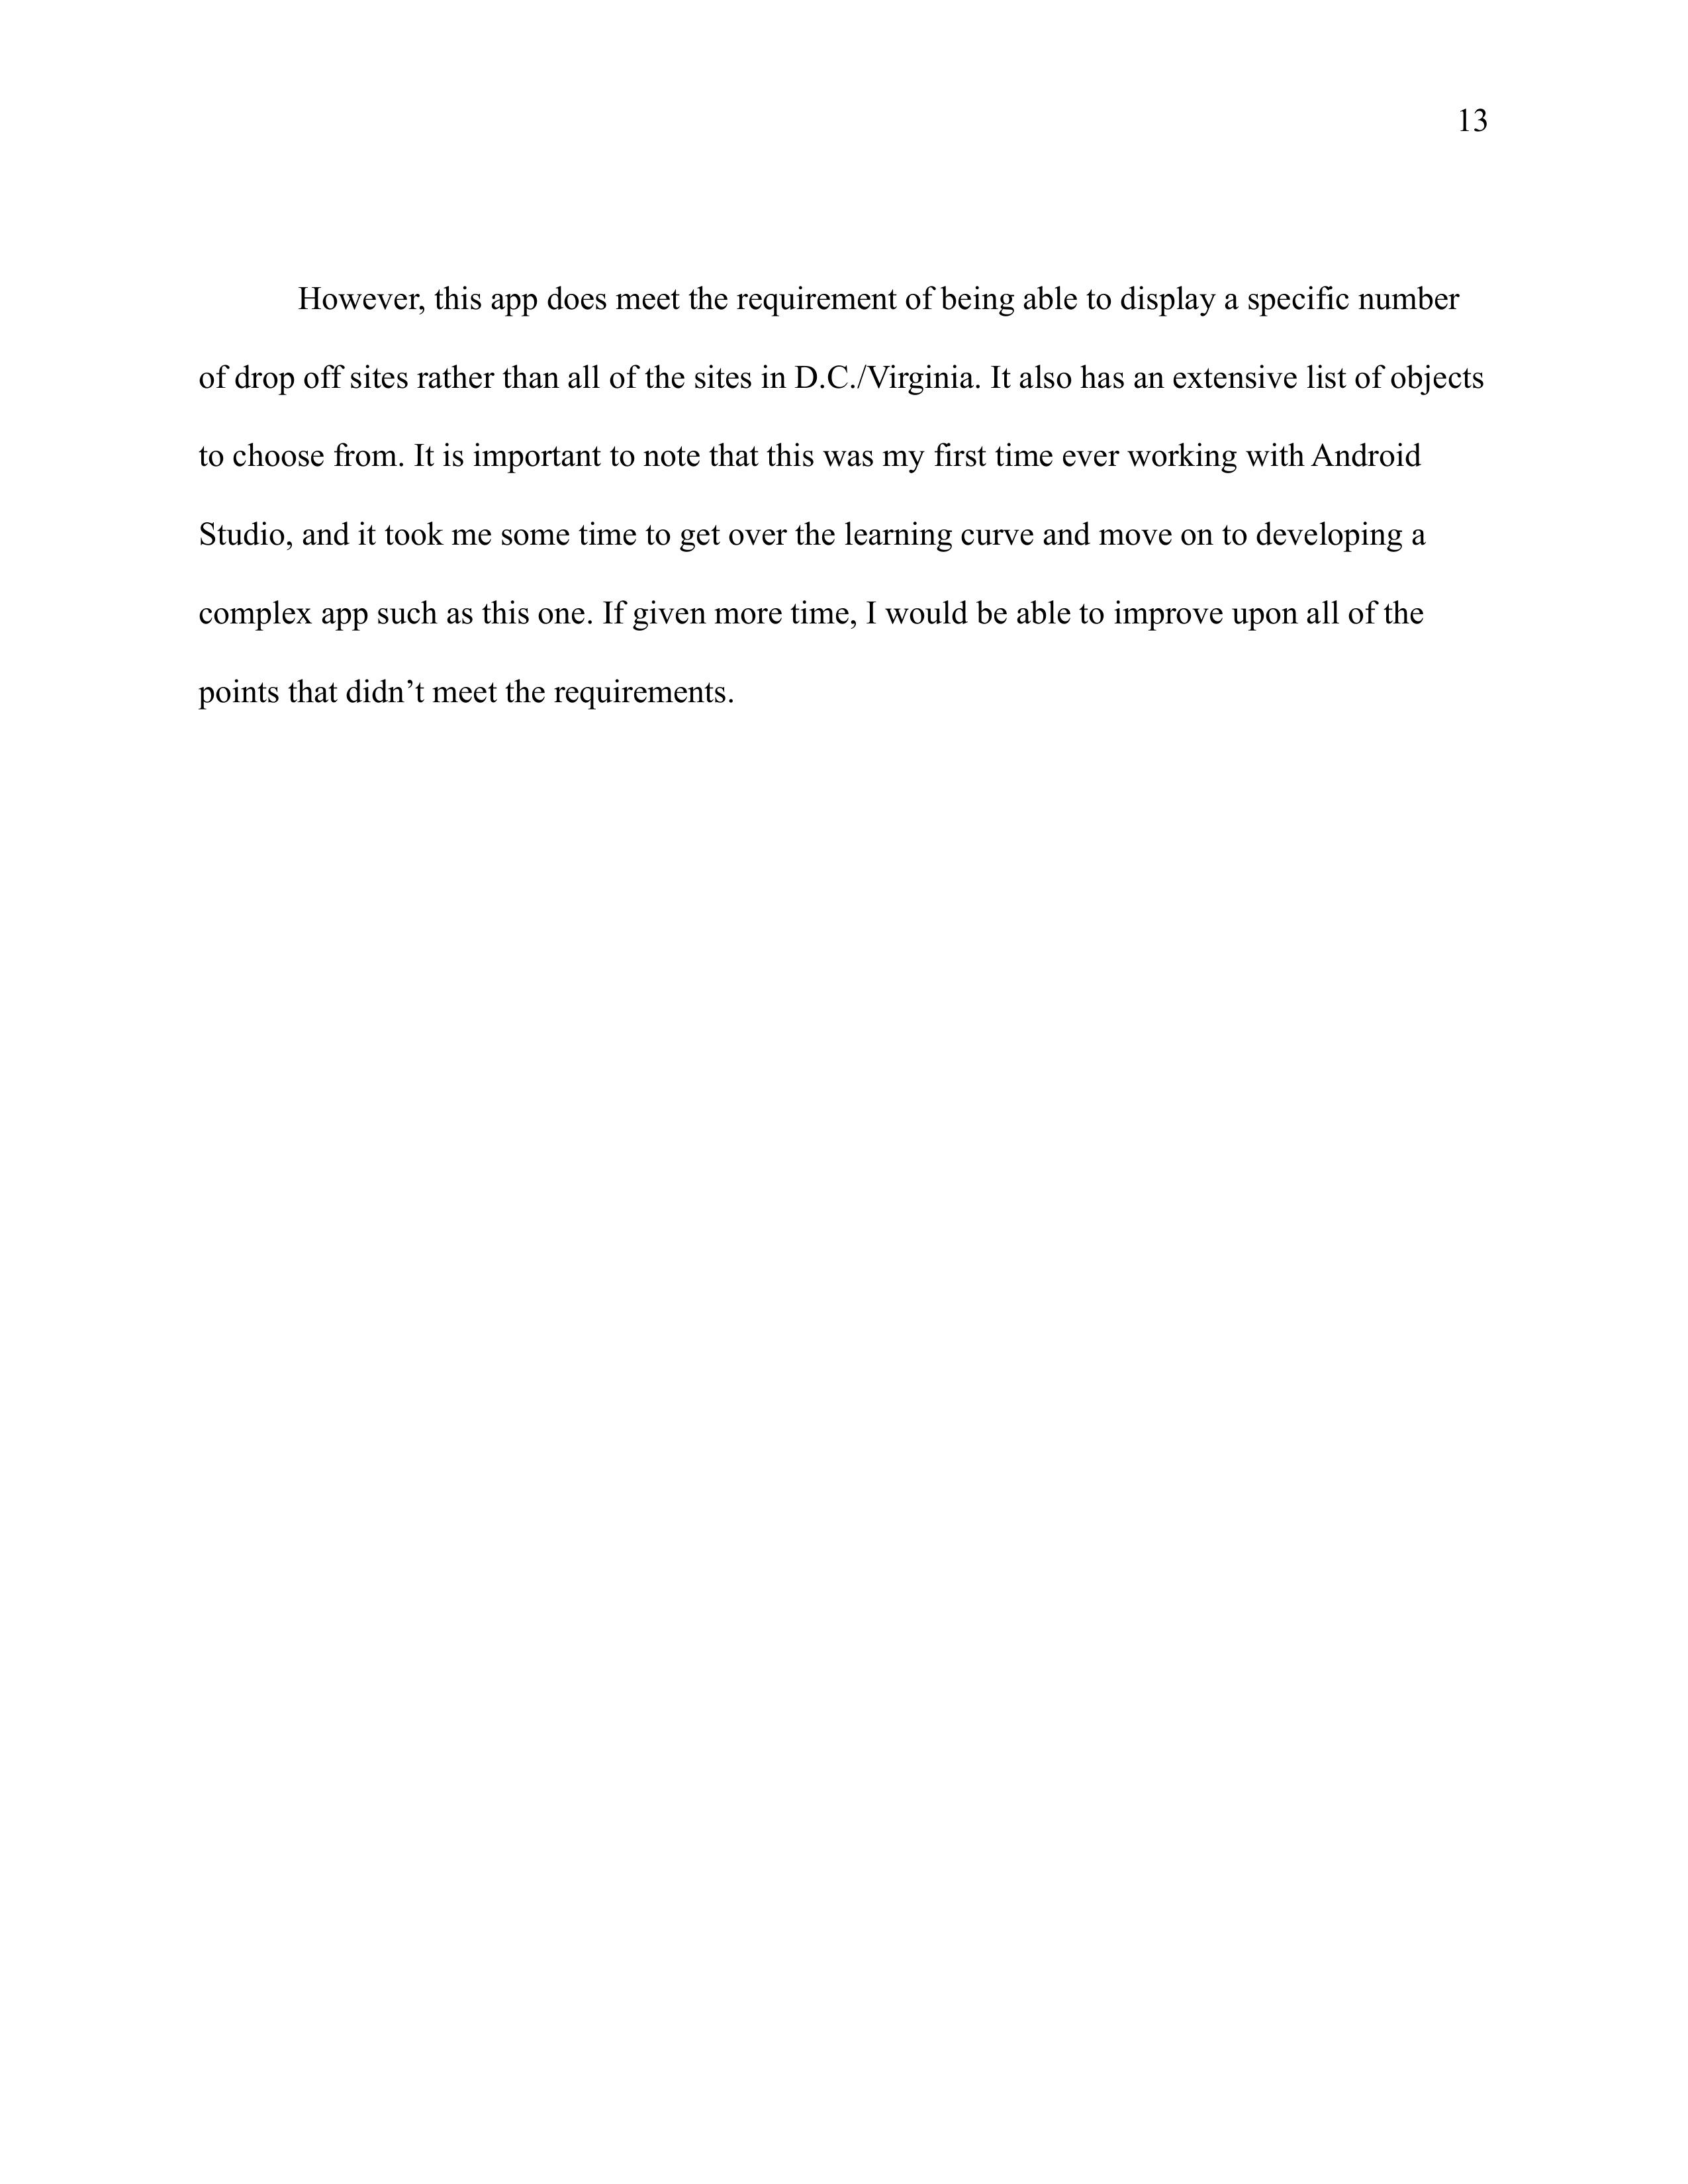 13
However, this app does meet the requirement of being able to display a specific number
of drop off sites rather than all of the sites in D.C./Virginia. It also has an extensive list of objects
to choose from. It is important to note that this was my first time ever working with Android
Studio, and it took me some time to get over the learning curve and move on to developing a
complex app such as this one. If given more time, I would be able to improve upon all of the
points that didn’t meet the requirements.